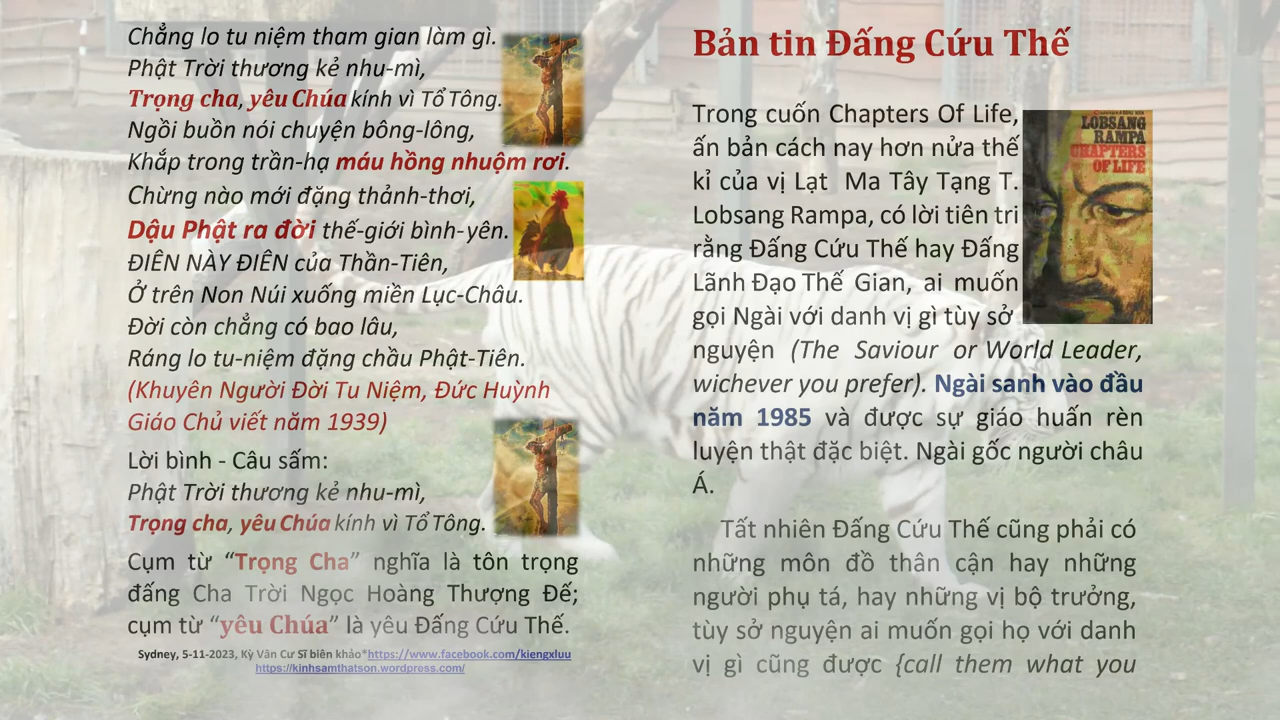 Chẳng lo tu niệm tham gian làm gì.
Phật Trời thương kẻ nhu-mì,
Trọng cha, yêu Chúa kính vì Tổ Tông.
Ngồi buồn nói chuyện bông-lông,
Khắp trong trần-hạ máu hồng nhuộm rơi.
Chừng nào mới đặng thảnh-thơi,
Dậu Phật ra đời thế-giới bình-yên.
ĐIÊN NÀY ĐIÊN của Thần-Tiên,
Ở trên Non Núi xuống miền Lục-Châu.
Đời còn chẳng có bao lâu,
Ráng lo tu-niệm đặng chầu Phật-Tiên.
(Khuyên Người Đời Tu Niệm, Đức Huỳnh
Giáo Chủ viết năm 1939)
Lời bình - Câu sấm:
Phật Trời thương kẻ nhu-mì,
Trọng cha, yêu Chúa kính vì Tổ Tông.
Cụm từ “Trọng Cha” nghĩa là tôn trọng
đấng Cha Trời Ngọc Hoàng Thượng Đế;
cụm từ “yêu Chúa” là yêu Đấng Cứu Thế.
Sydney, 5-11-2023, Kỳ Vân Cư Sĩ biên khảo*https://www.facebook.com/kiengxluu
https://kinhsamthatson.wordpress.com/
Bản tin Đấng Cứu Thế
Trong cuốn Chapters Of Life,
ấn bản cách nay hơn nửa thế
kỉ của vị Lạt Ma Tây Tạng T.
Lobsang Rampa, có lời tiên tri
rằng Đấng Cứu Thế hay Đấng
Lãnh Đạo Thế Gian, ai muốn
gọi Ngài với danh vị gì tùy sở
nguyện (The Saviour or World Leader,
wichever you prefer). Ngài sanh vào đầu
năm 1985 và được sự giáo huấn rèn
luyện thật đặc biệt. Ngài gốc người châu
Á.
Tất nhiên Đấng Cứu Thế cũng phải có
những môn đồ thân cận hay những
người phụ tá, hay những vị bộ trưởng,
tùy sở nguyện ai muốn gọi họ với danh
vị gì cũng được {call them what you
LOBSANG
RAMPA
CHAPTERS
OF LIFE